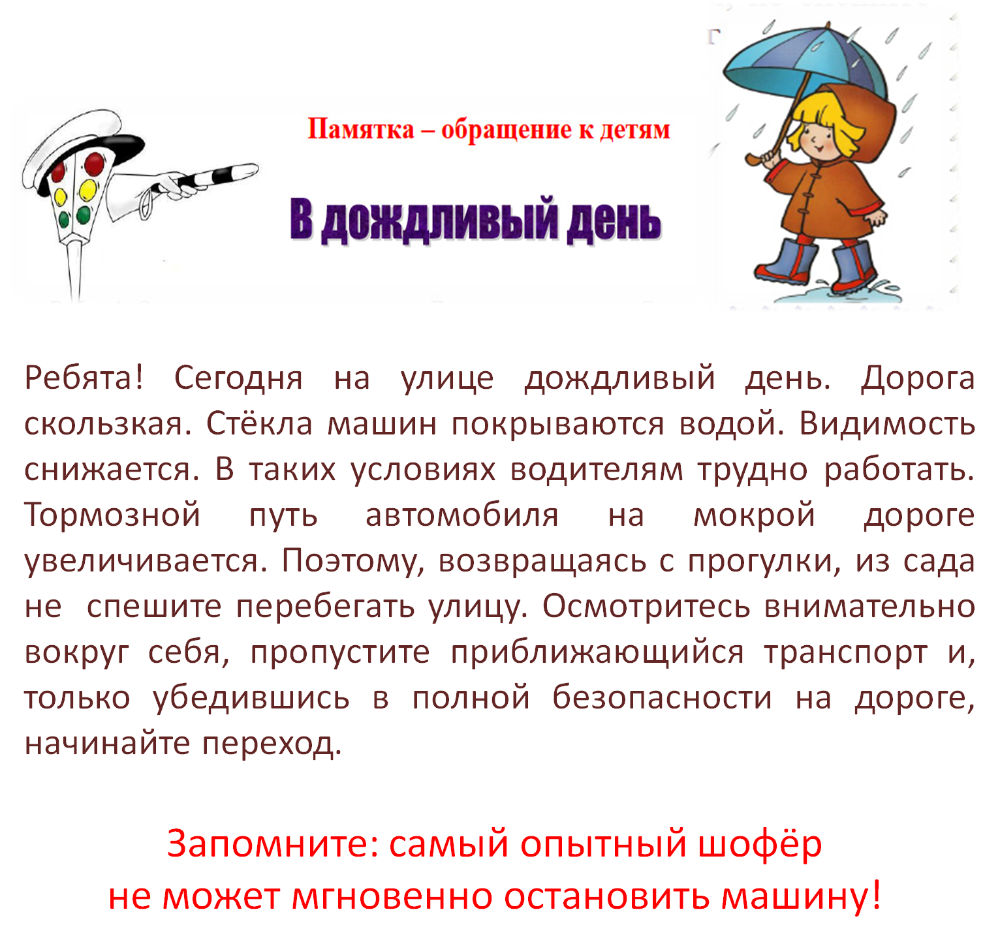 Памятка – обращение к детям
В дождливый день
Ребята! Сегодня на улице дождливый день. Дорога
скользкая. Стёкла машин покрываются водой. Видимость
снижается. В таких условиях водителям трудно работать.
Тормозной путь автомобиля на мокрой дороге
увеличивается. Поэтому, возвращаясь с прогулки, из сада
не спешите перебегать улицу. Осмотритесь внимательно
вокруг себя, пропустите приближающийся транспорт и,
только убедившись в полной безопасности на дороге,
начинайте переход.
Запомните: самый опытный шофёр
не может мгновенно остановить машину!